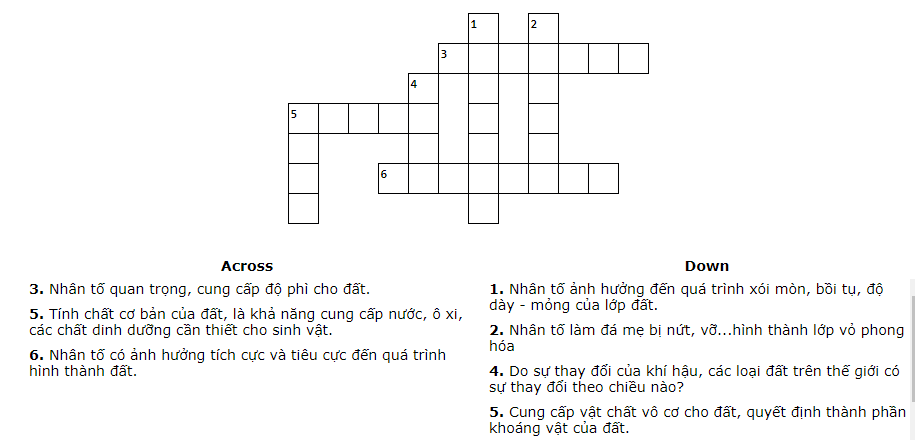 1
2
3
4
5
6
Across
3. Nhân tố quan trọng, cung cấp độ phì cho đất.
5. Tính chất cơ bản của đất, là khả năng cung cấp nước, ô xi,
các chất dinh dưỡng cần thiết cho sinh vật.
6. Nhân tố có ảnh hưởng tích cực và tiêu cực đến quá trình
hình thành đất.
Down
1. Nhân tố ảnh hưởng đến quá trình xói mòn, bồi tụ, độ
dày - mỏng của lớp đất.
2. Nhân tố làm đá mẹ bị nứt, vỡ...hình thành lớp vỏ phong
hóa
4. Do sự thay đổi của khí hậu, các loại đất trên thế giới có
sự thay đổi theo chiều nào?
5. Cung cấp vật chất vô cơ cho đất, quyết định thành phần
khoáng vật của đất.